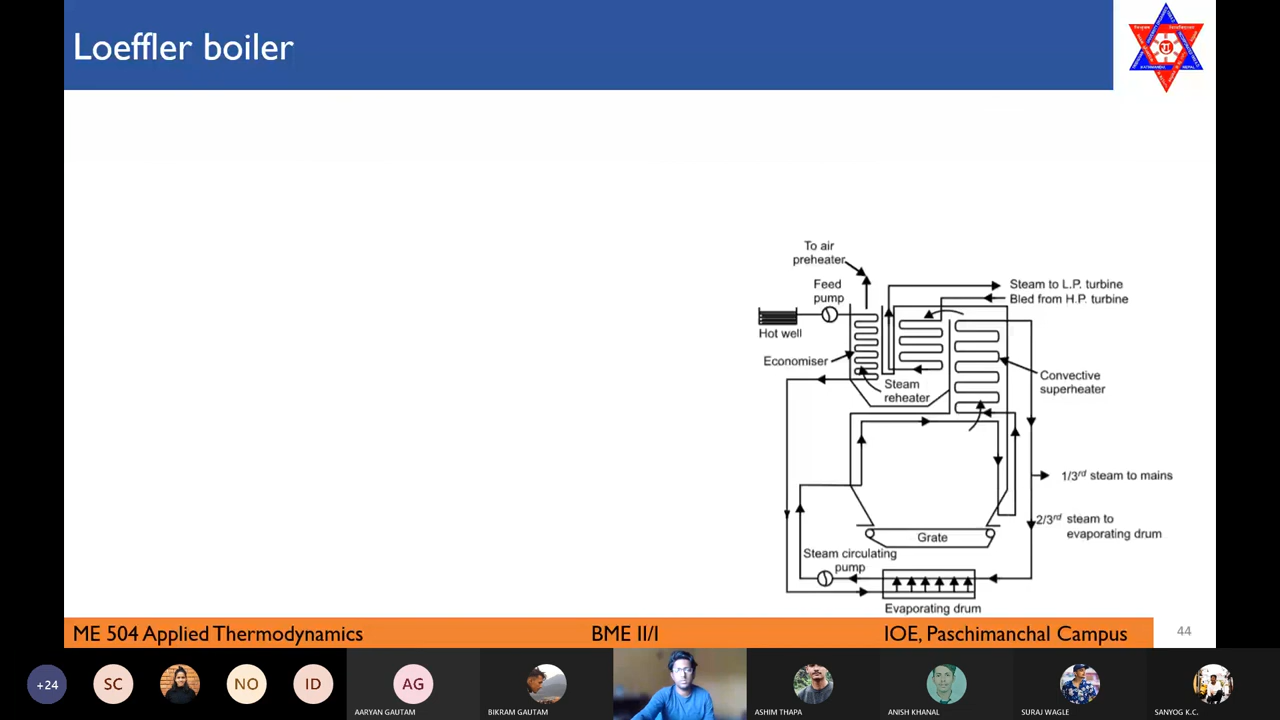 Loeffler boiler
To air
preheater
Feed
pump
Hot well
Economiser
Steam
reheater
Steam to L.P. turbine
Bled from H.P. turbine
Convective
superheater
1/3rd steam to mains
2/3rd steam to
evaporating drum
Grate
Steam circulating
pump
Evaporating drum
ME 504 Applied Thermodynamics
BME II/I
IOE, Paschimanchal Campus
44
+24
SC
NO
ID
AG
AARYAN GAUTAM
BIKRAM GAUTAM
ASHIM THAPA
ANISH KHANAL
SURAJ WAGLE
SANYOG K.C.